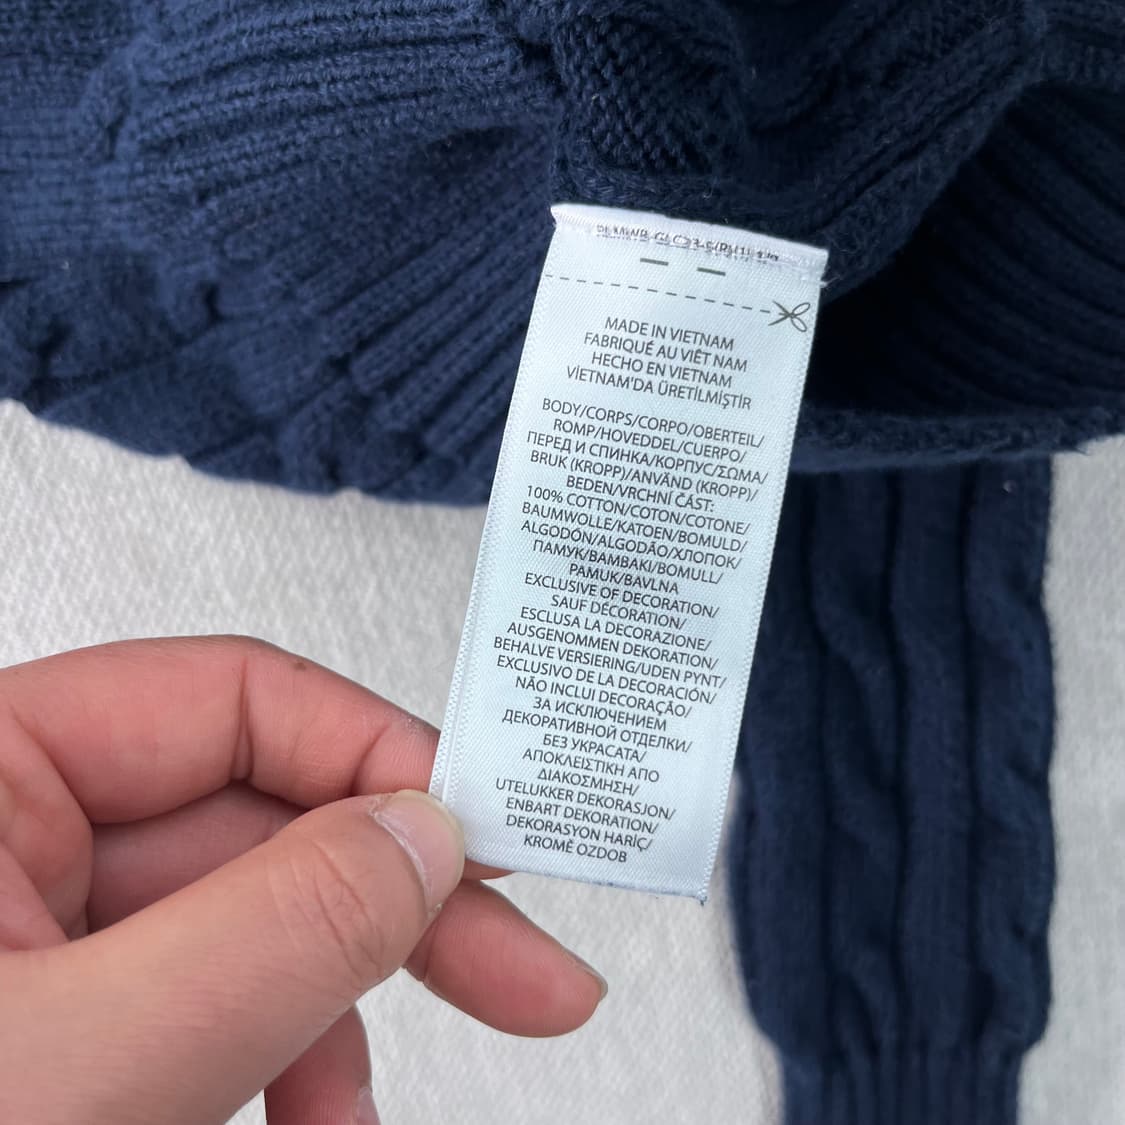 MADE IN VIETNAM
FABRIQUÉ AU VIÊT NAM
HECHO EN VIETNAM
VİETNAM'DA ÜRETİLMİŞTİR
BODY/CORPS/CORPO/OBERTEIL/
ROMP/HOVEDDEL/CUERPO/
ПЕРЕД И СПИНКА/КОРПУС/ΣΩΜΑ/
BRUK (KROPP)/ANVÄND (KROPP)/
BEDEN/VRCHNÍ ČÁST:
100% COTTON/COTON/COTONE/
BAUMWOLLE/KATOEN/BOMULD/
ALGODÓN/ALGODÃO/ХЛОПОК/
ПАМУК/ΒΑΜΒΑΚΙ/BOMULL/
PAMUK/BAVLNA
EXCLUSIVE OF DECORATION/
SAUF DÉCORATION/
ESCLUSA LA DECORAZIONE/
AUSGENOMMEN DEKORATION/
BEHALVE VERSIERING/UDEN PYNT/
EXCLUSIVO DE LA DECORACIÓN/
NÃO INCLUI DECORAÇÃO/
ЗА ИСКЛЮЧЕНИЕМ
ДЕКОРАТИВНОЙ ОТДЕЛКИ/
БЕЗ УКРАСАТА/
ΑΠΟΚΛΕΙΣΤΙΚΗ ΑΠΟ
ΔΙΑΚΟΣΜΗΣΗ/
UTELUKKER DEKORASJON/
ENBART DEKORATION/
DEKORASYON HARİÇ/
KROMĚ OZDOB